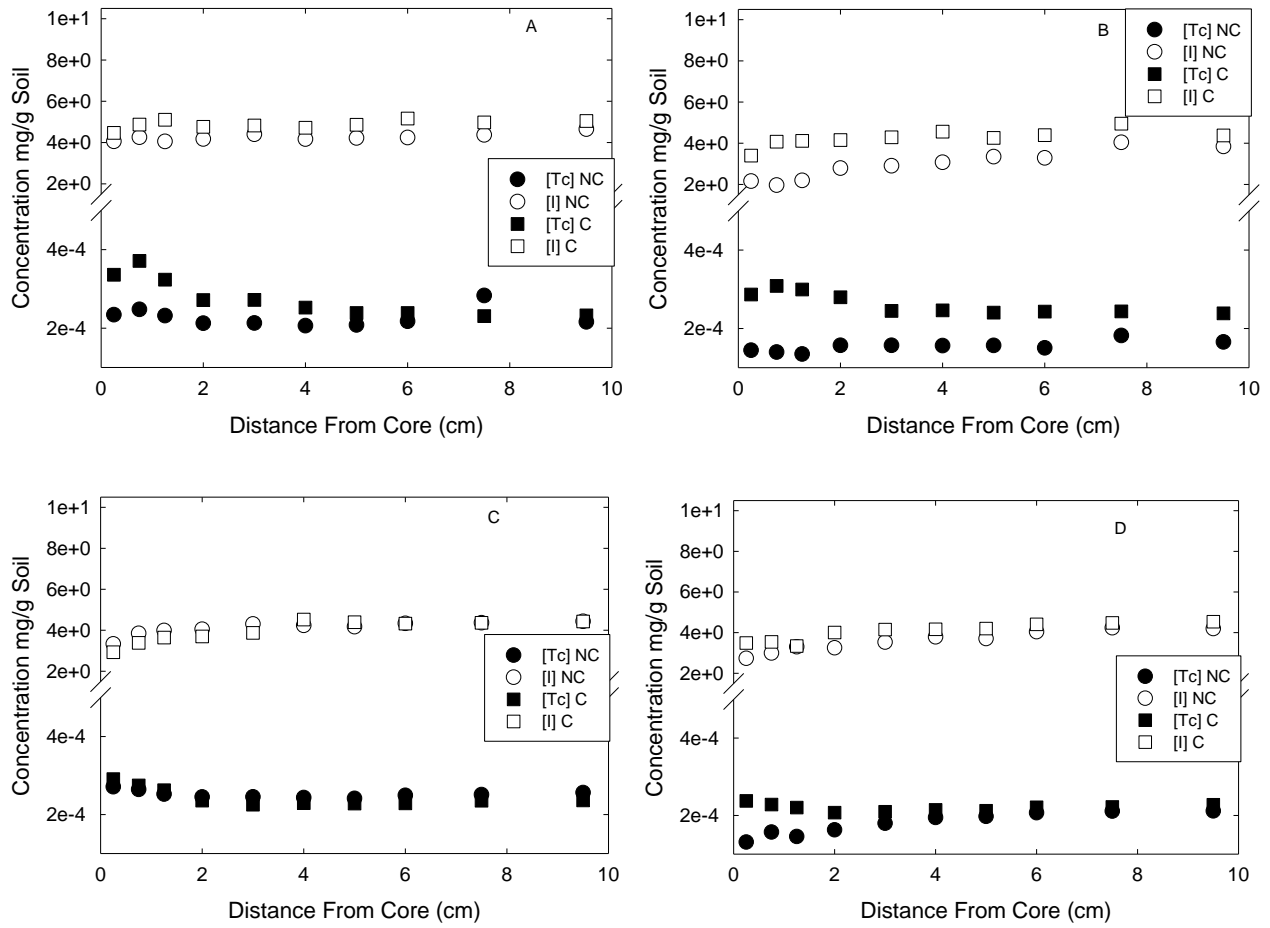 1e+1
8e+0
6e+0
4e+0
2e+0
4e-4
2e-4
Concentration mg/g Soil
A
[Tc] NC
[I] NC
[Tc] C
[I] C
0 2 4 6 8 10
Distance From Core (cm)
1e+1
8e+0
6e+0
4e+0
2e+0
4e-4
2e-4
Concentration mg/g Soil
B
[Tc] NC
[I] NC
[Tc] C
[I] C
0 2 4 6 8 10
Distance From Core (cm)
1e+1
8e+0
6e+0
4e+0
2e+0
4e-4
2e-4
Concentration mg/g Soil
C
[Tc] NC
[I] NC
[Tc] C
[I] C
0 2 4 6 8 10
Distance From Core (cm)
1e+1
8e+0
6e+0
4e+0
2e+0
4e-4
2e-4
Concentration mg/g Soil
D
[Tc] NC
[I] NC
[Tc] C
[I] C
0 2 4 6 8 10
Distance From Core (cm)